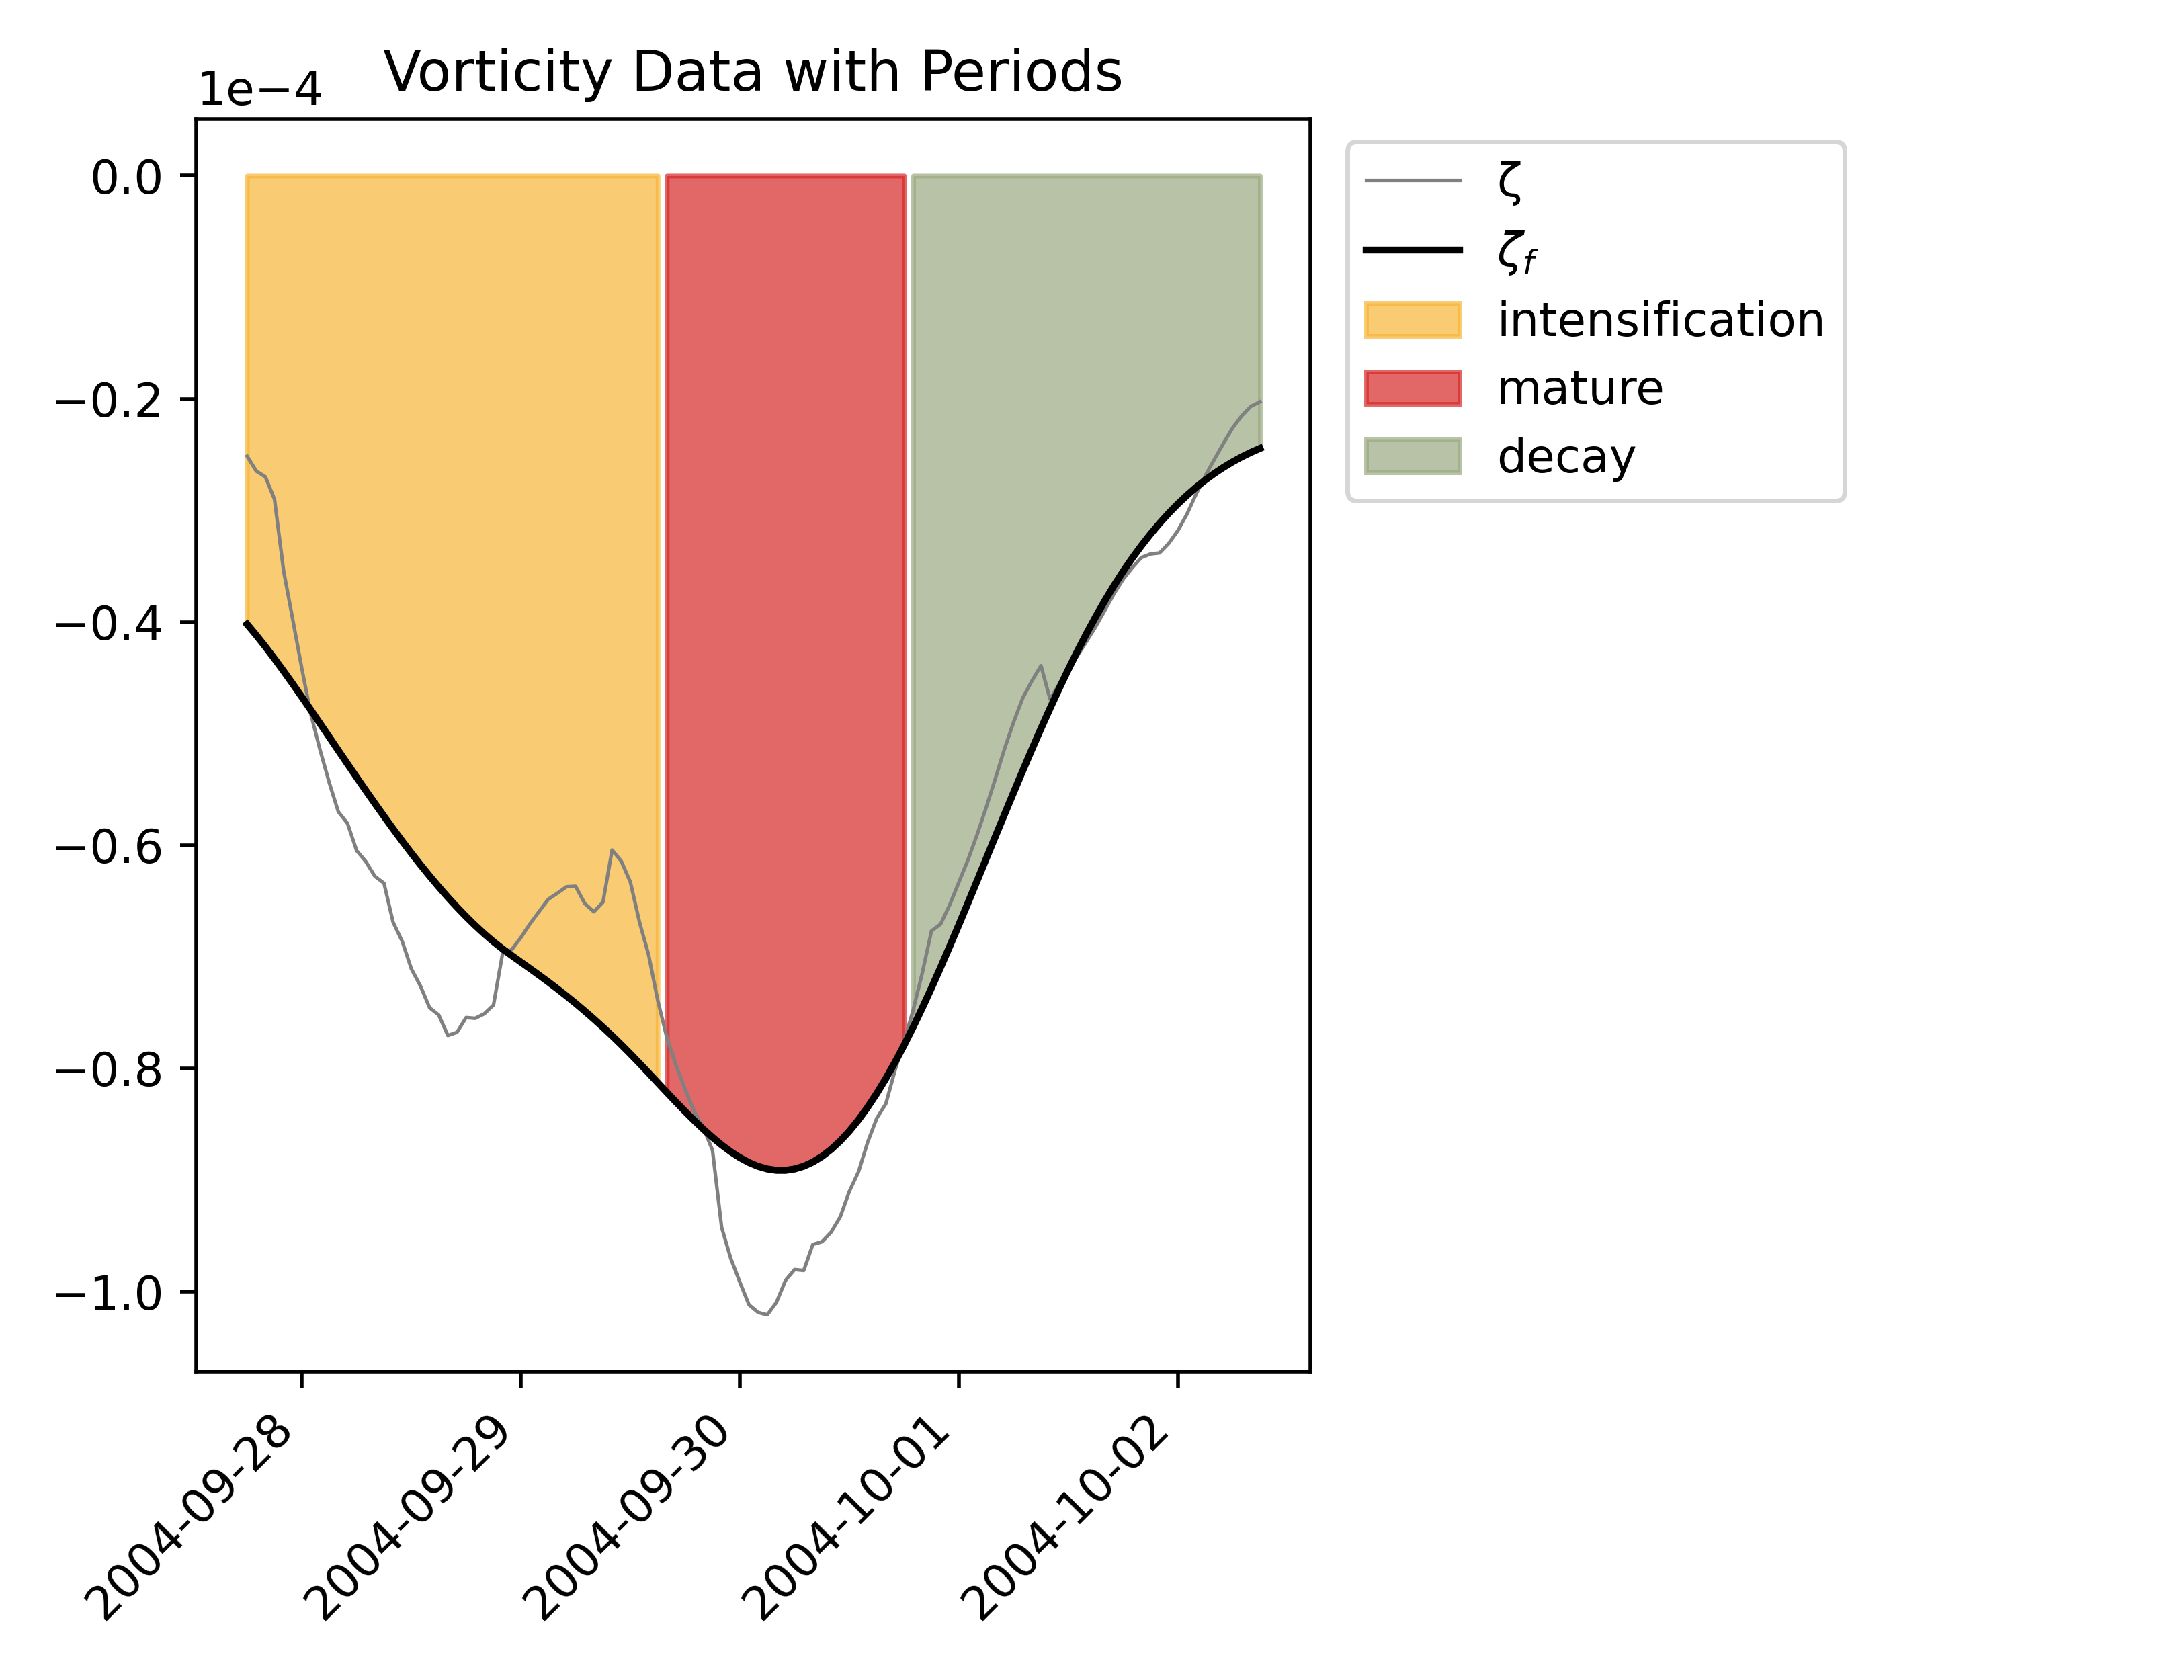 Vorticity Data with Periods
1e−4
0.0
−0.2
−0.4
−0.6
−0.8
−1.0
2004-09-28
2004-09-29
2004-09-30
2004-10-01
2004-10-02
ζ
ζf
intensification
mature
decay